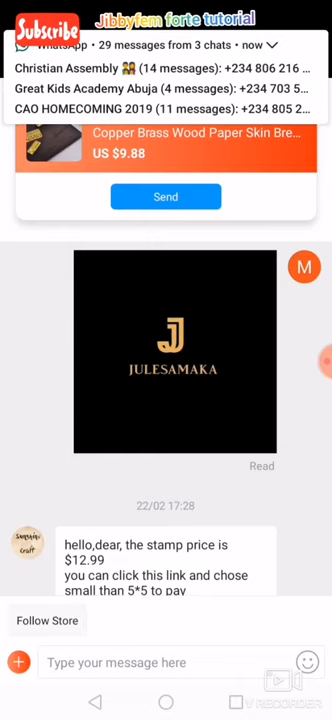 Subscribe
Jibbyfem forte tutorial
WhatsApp • 29 messages from 3 chats • now
Christian Assembly 👩‍❤️‍👨 (14 messages): +234 806 216 ...
Great Kids Academy Abuja (4 messages): +234 703 5...
CAO HOMECOMING 2019 (11 messages): +234 805 2...
Copper Brass Wood Paper Skin Bre...
US $9.88
Send
M
J
JULESAMAKA
Read
22/02 17:28
sunshine
craft
hello,dear, the stamp price is
$12.99
you can click this link and chose
small than 5*5 to pay
Follow Store
Type your message here
RECORDER